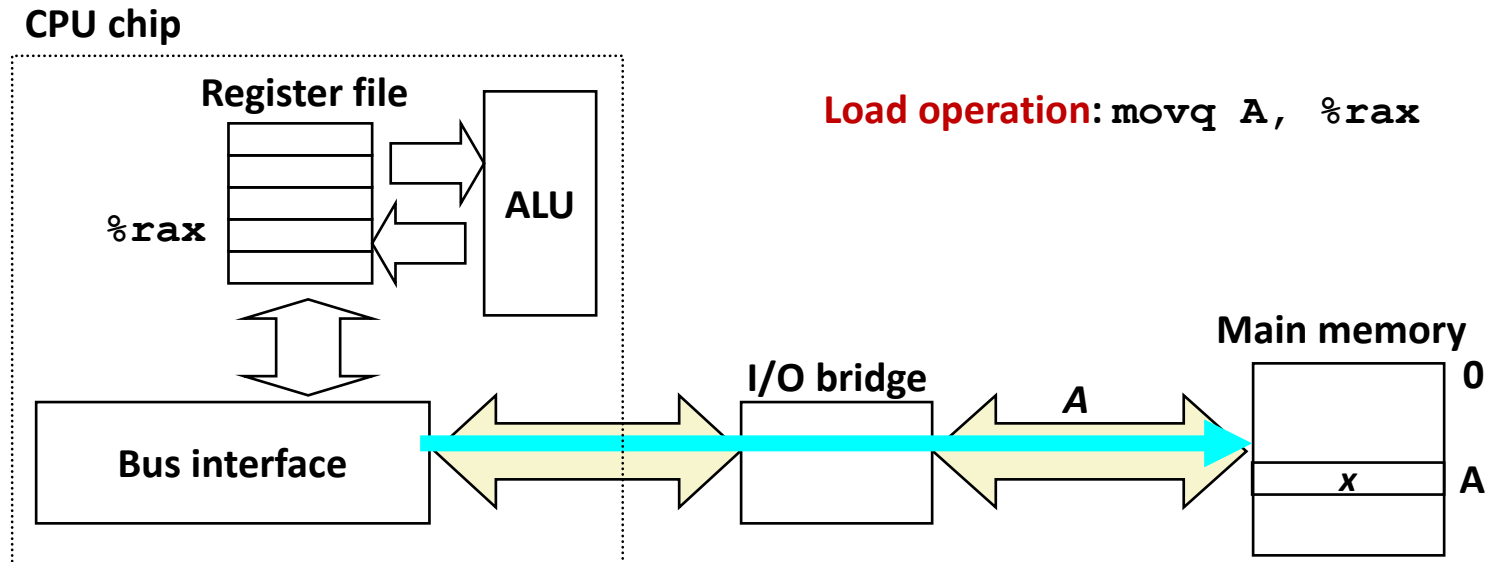 CPU chip
Register file
Load operation: movq A, %rax
ALU
%rax
Main memory
I/O bridge
0
A
Bus interface
x
A